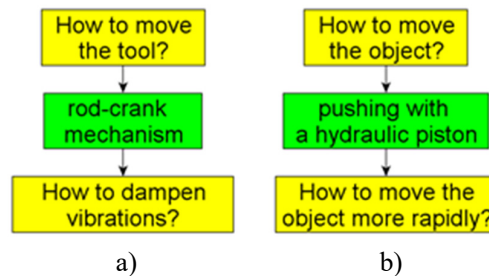 How to move
the tool?
rod-crank
mechanism
How to dampen
vibrations?
a)
How to move
the object?
pushing with
a hydraulic piston
How to move the
object more rapidly?
b)